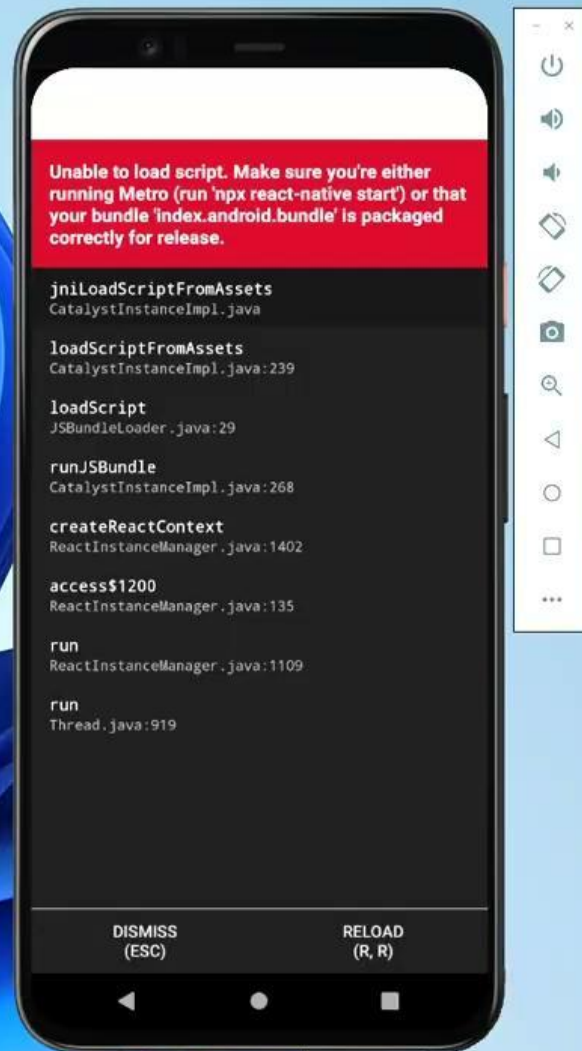 Unable to load script. Make sure you're either
running Metro (run 'npx react-native start') or that
your bundle 'index.android.bundle' is packaged
correctly for release.
jniLoadScriptFromAssets
CatalystInstanceImpl.java
loadScriptFromAssets
CatalystInstanceImpl.java:239
loadScript
JSBundleLoader.java:29
runJSBundle
CatalystInstanceImpl.java:268
createReactContext
ReactInstanceManager.java:1402
access$1200
ReactInstanceManager.java:135
run
ReactInstanceManager.java:1109
run
Thread.java:919
DISMISS
(ESC)
RELOAD
(R, R)